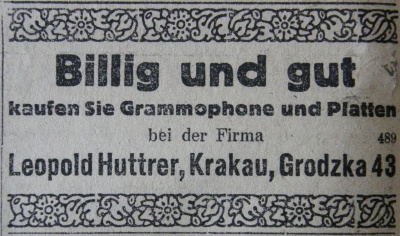 Billig und gut
kaufen Sie Grammophone und Platten
bei der Firma 489
Leopold Huttrer, Krakau, Grodzka 43